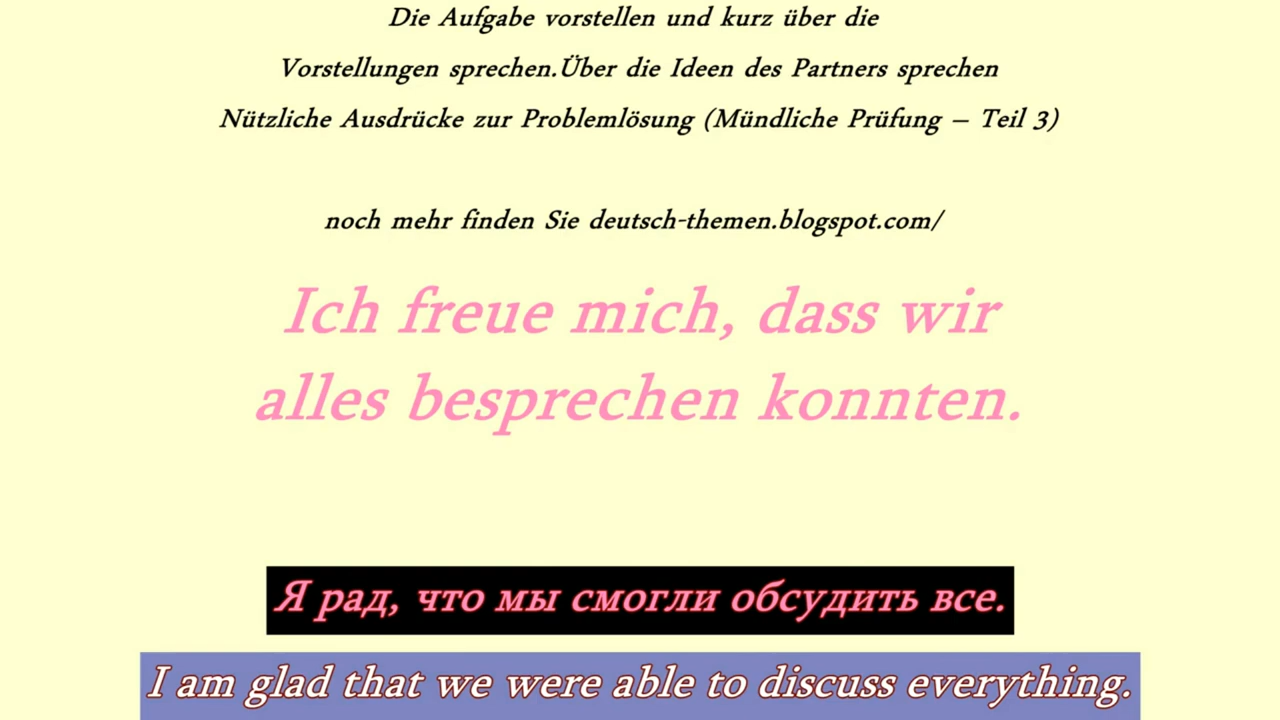 Die Aufgabe vorstellen und kurz über die
Vorstellungen sprechen.Über die Ideen des Partners sprechen
Nützliche Ausdrücke zur Problemlösung (Mündliche Prüfung – Teil 3)
noch mehr finden Sie deutsch-themen.blogspot.com/
Ich freue mich, dass wir
alles besprechen konnten.
Я рад, что мы смогли обсудить все.
I am glad that we were able to discuss everything.